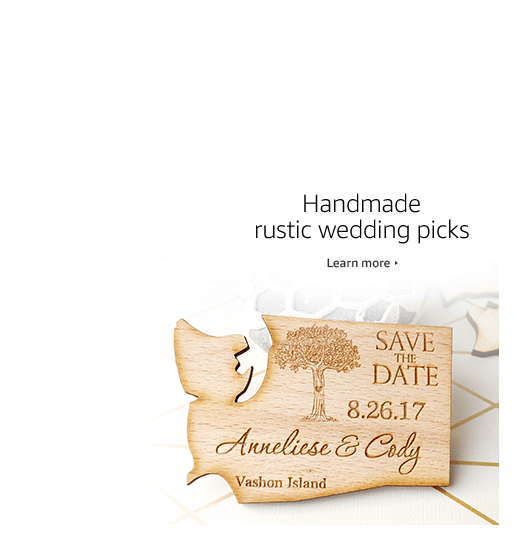 Handmade
rustic wedding picks
Learn more
SAVE
THE
DATE
8.26.17
Anneliese & Cody
Vashon Island